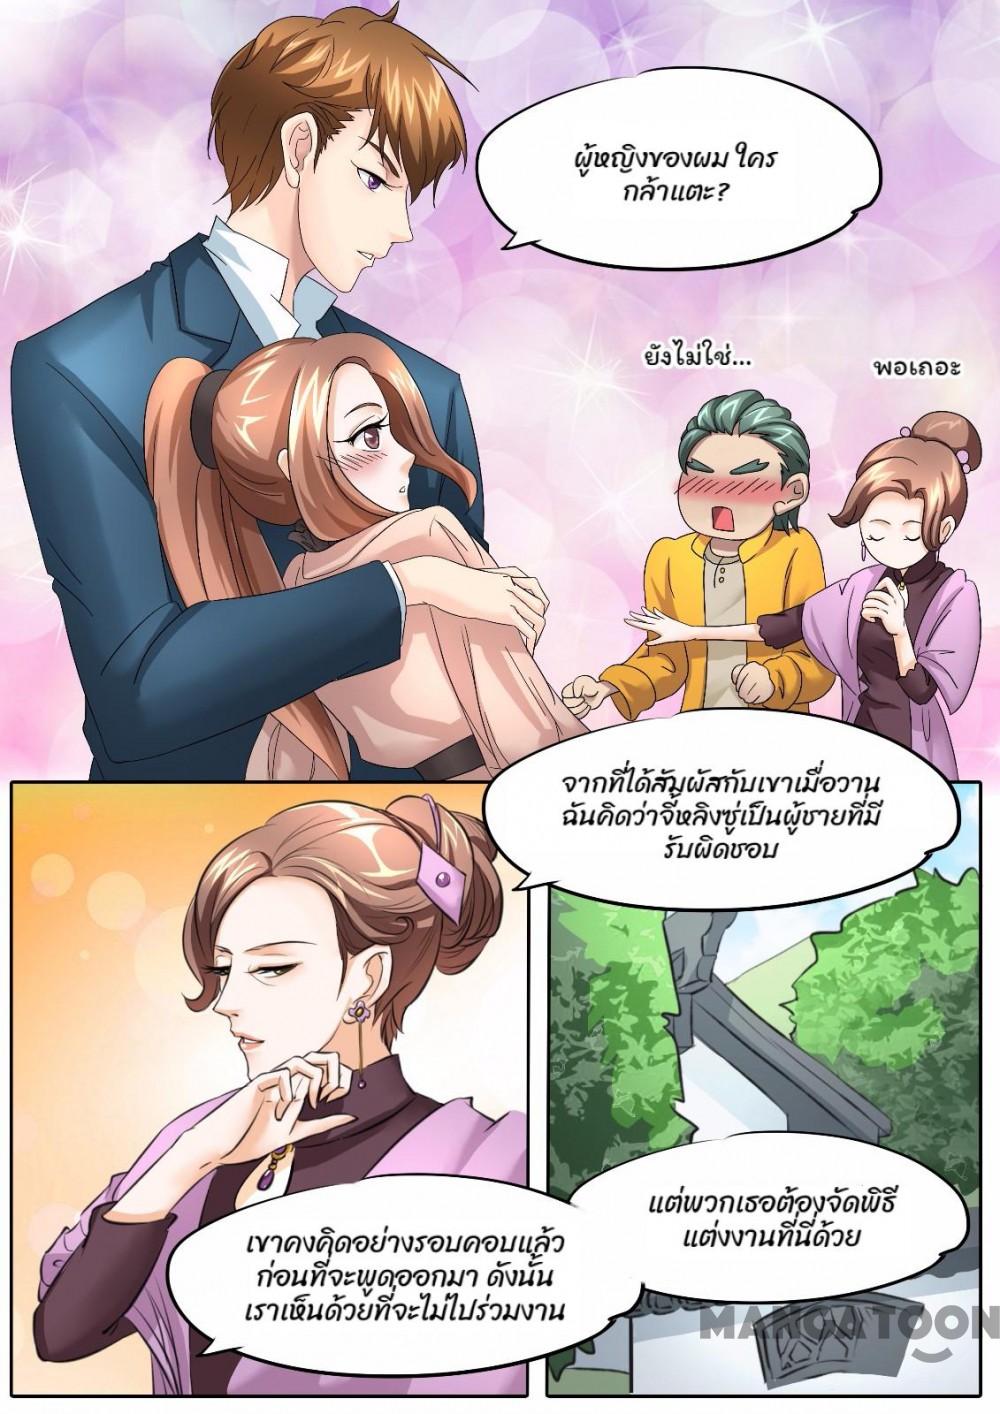 ผู้หญิงของผม ใคร
กล้าแตะ?
ยังไม่ใช่...
พอเถอะ
จากที่ได้สัมผัสกับเขาเมื่อวาน
ฉันคิดว่าจี้หลิงซู่เป็นผู้ชายที่มี
รับผิดชอบ
เขาคงคิดอย่างรอบคอบแล้ว
ก่อนที่จะพูดออกมา ดังนั้น
เราเห็นด้วยที่จะไม่ไปร่วมงาน
แต่พวกเธอต้องจัดพิธี
แต่งงานที่นี่ด้วย
MANGATOON